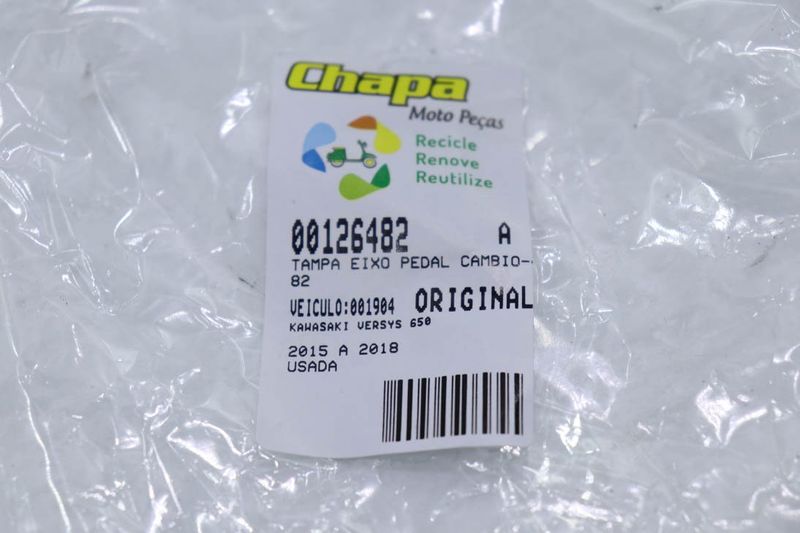 Chapa
Moto Peças
Recicle
Renove
Reutilize
00126482 A
TAMPA EIXO PEDAL CAMBIO-
82
VEICULO:001904 ORIGINAL
KAWASAKI VERSYS 650
2015 A 2018
USADA